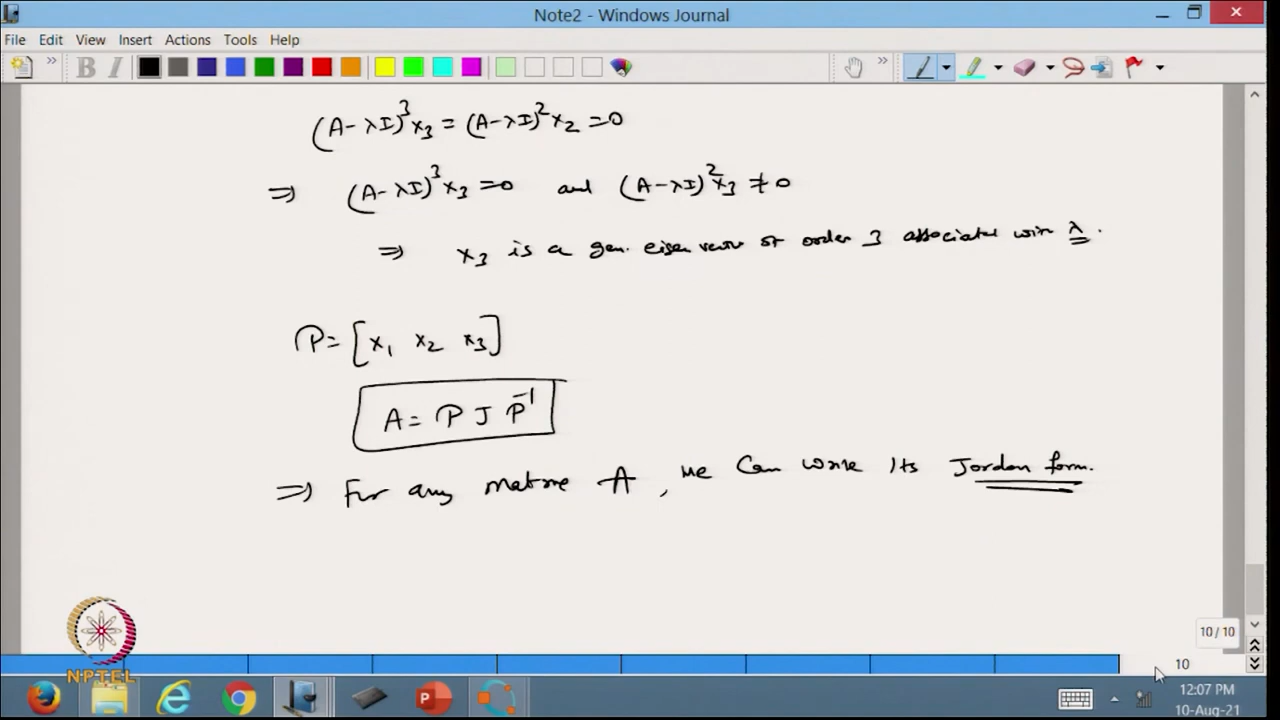 Note2 - Windows Journal
File Edit View Insert Actions Tools Help
(A-λI)³x₃ = (A-λI)²x₂ = 0
⇒ (A-λI)³x₃ = 0 and (A-λI)²x₃ ≠ 0
⇒ x₃ is a gen. eigen vector of order 3 associated with λ.
P = [x₁ x₂ x₃]
A = P J P⁻¹
⇒ For any matrix A, we can write its Jordan form.
10 / 10
10
NPTEL
12:07 PM
10-Aug-21